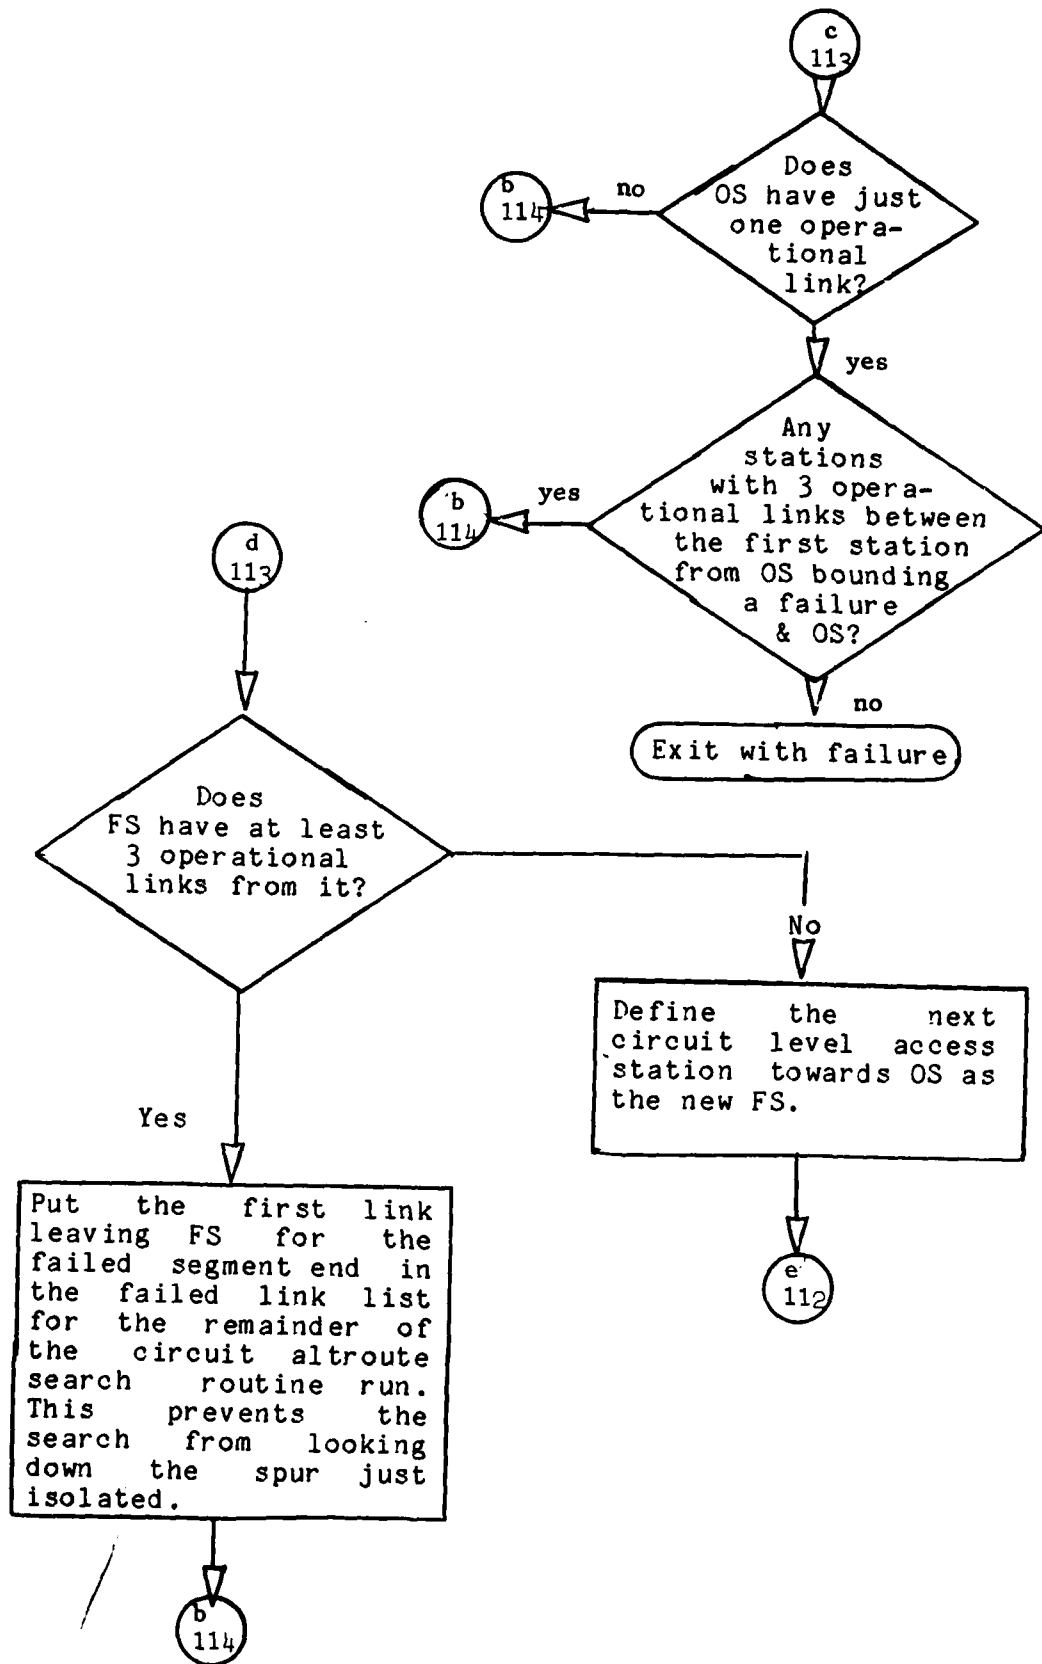 c
113
Does
OS have just
one opera-
tional
link?
no
b
114
yes
Any
stations
with 3 opera-
tional links between
the first station
from OS bounding
a failure
& OS?
yes
b
114
no
Exit with failure
d
113
Does
FS have at least
3 operational
links from it?
No
Define the next
circuit level access
station towards OS as
the new FS.
e
112
Yes
Put the first link
leaving FS for the
failed segment end in
the failed link list
for the remainder of
the circuit altroute
search routine run.
This prevents the
search from looking
down the spur just
isolated.
b
114